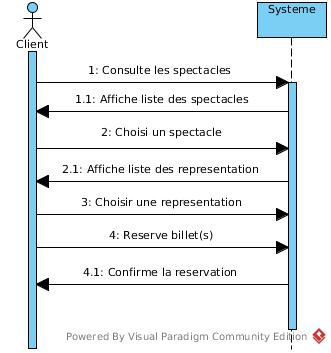 Client
Systeme
1: Consulte les spectacles
1.1: Affiche liste des spectacles
2: Choisi un spectacle
2.1: Affiche liste des representation
3: Choisir une representation
4: Reserve billet(s)
4.1: Confirme la reservation
Powered By Visual Paradigm Community Edition